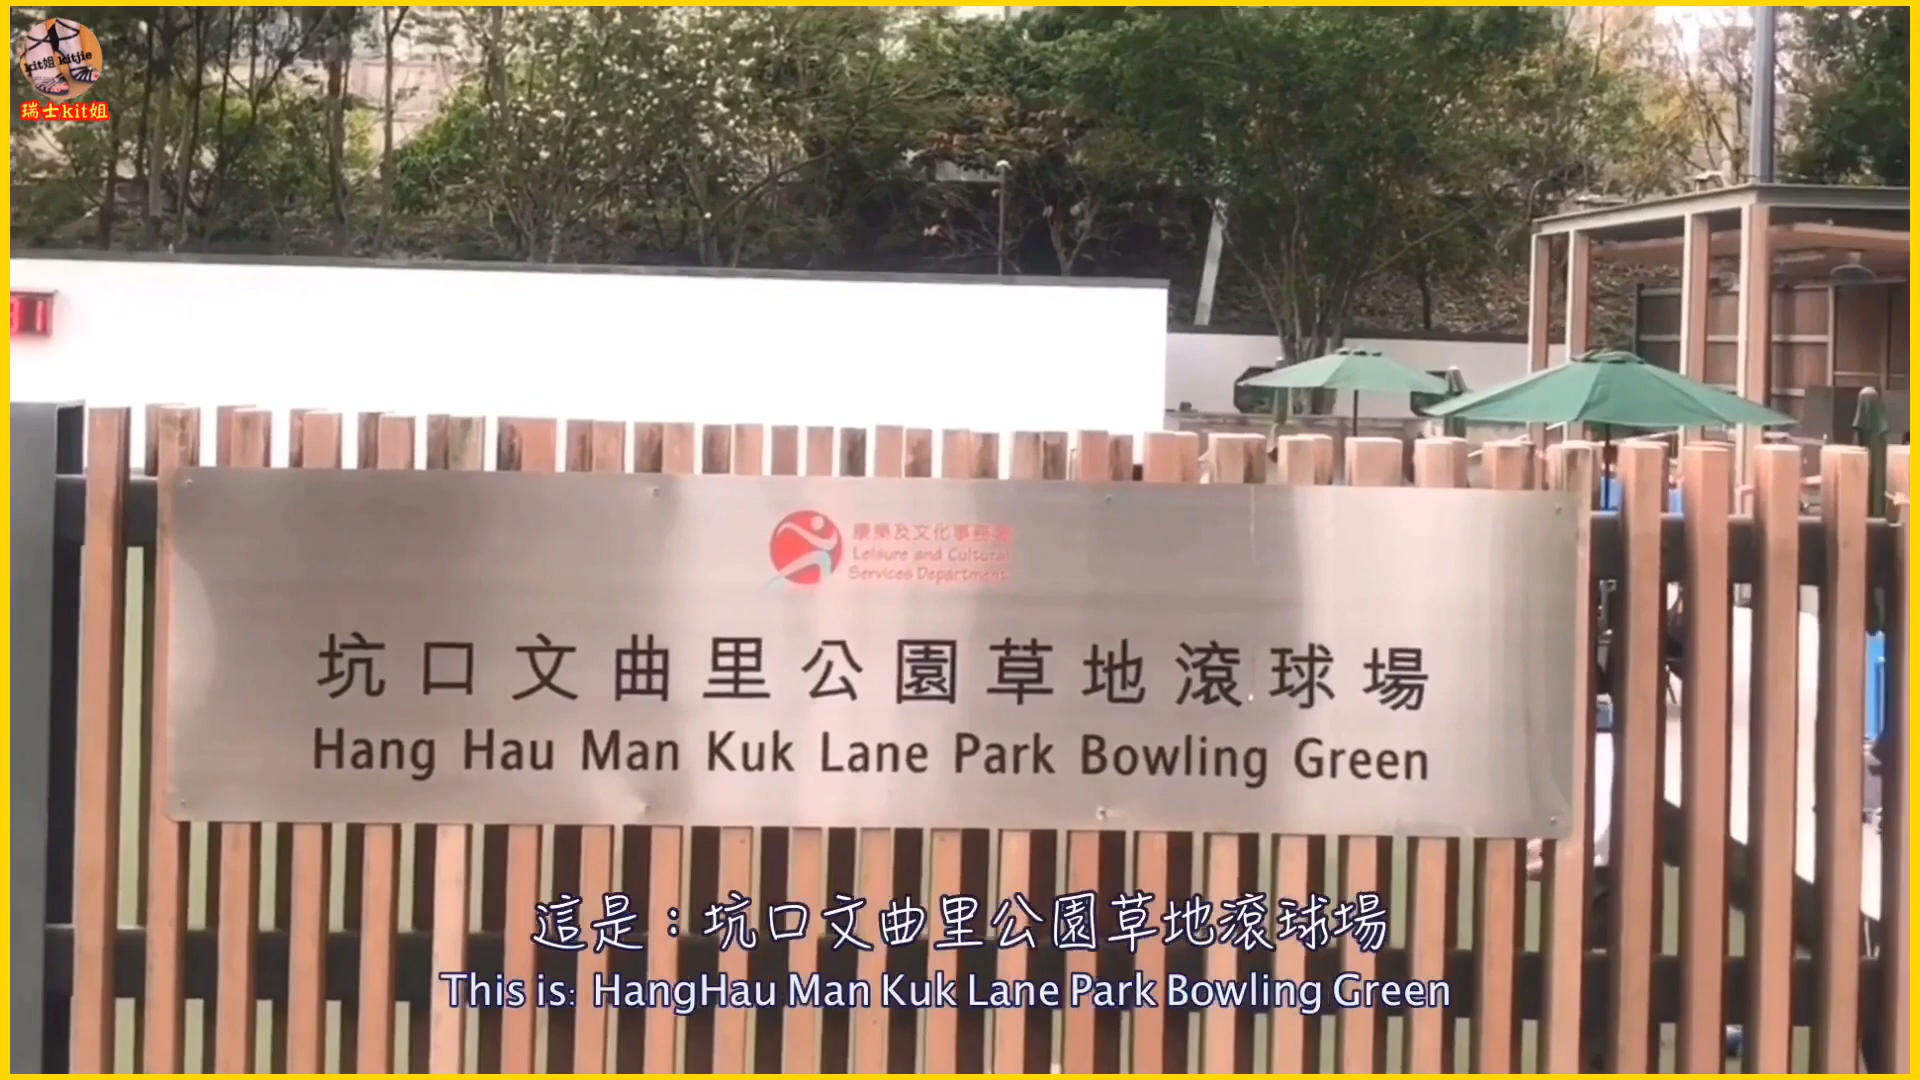 kit姐 kitjie
瑞士kit姐
康樂及文化事務署
Leisure and Cultural
Services Department
坑口文曲里公園草地滾球場
Hang Hau Man Kuk Lane Park Bowling Green
這是：坑口文曲里公園草地滾球場
This is: HangHau Man Kuk Lane Park Bowling Green